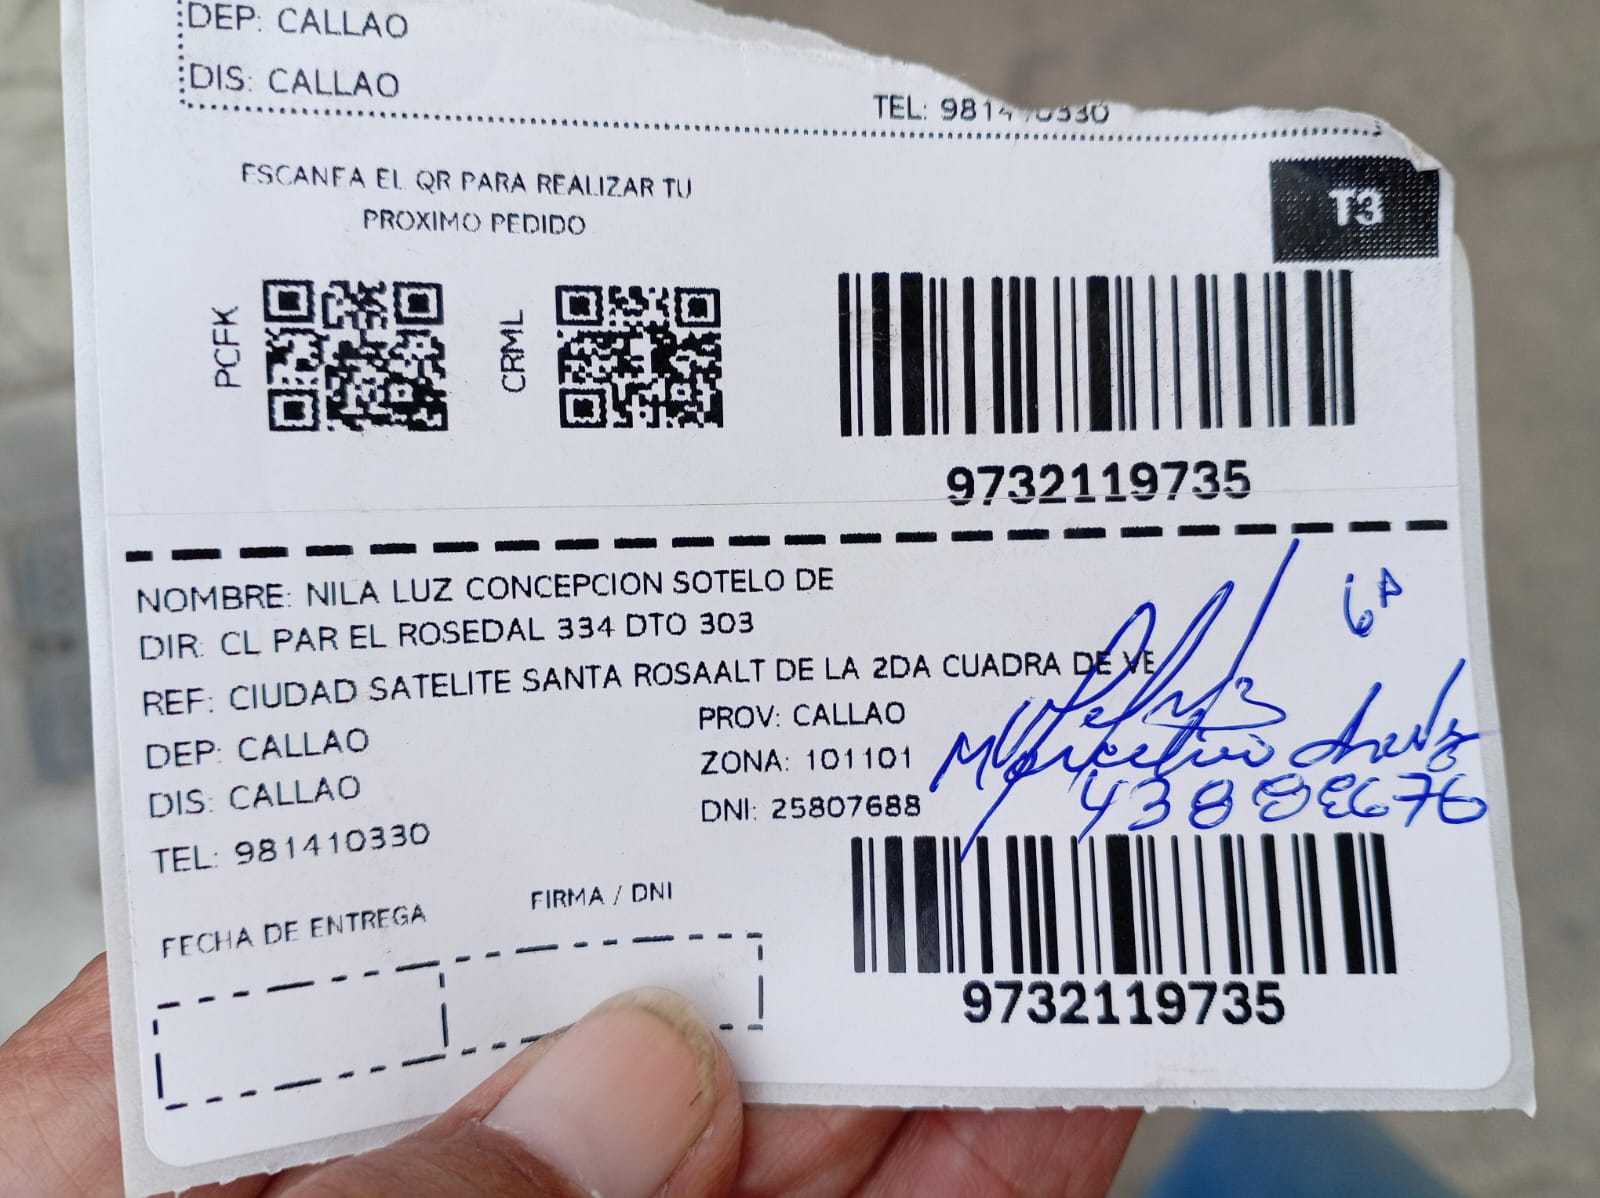 DEP: CALLAO
DIS: CALLAO
TEL: 981410330
ESCANEA EL QR PARA REALIZAR TU
PROXIMO PEDIDO
T3
PCFK
CRML
9732119735
NOMBRE: NILA LUZ CONCEPCION SOTELO DE
DIR: CL PAR EL ROSEDAL 334 DTO 303
REF: CIUDAD SATELITE SANTA ROSAALT DE LA 2DA CUADRA DE VE
DEP: CALLAO
PROV: CALLAO
DIS: CALLAO
ZONA: 101101
TEL: 981410330
DNI: 25807688
FECHA DE ENTREGA
FIRMA / DNI
9732119735